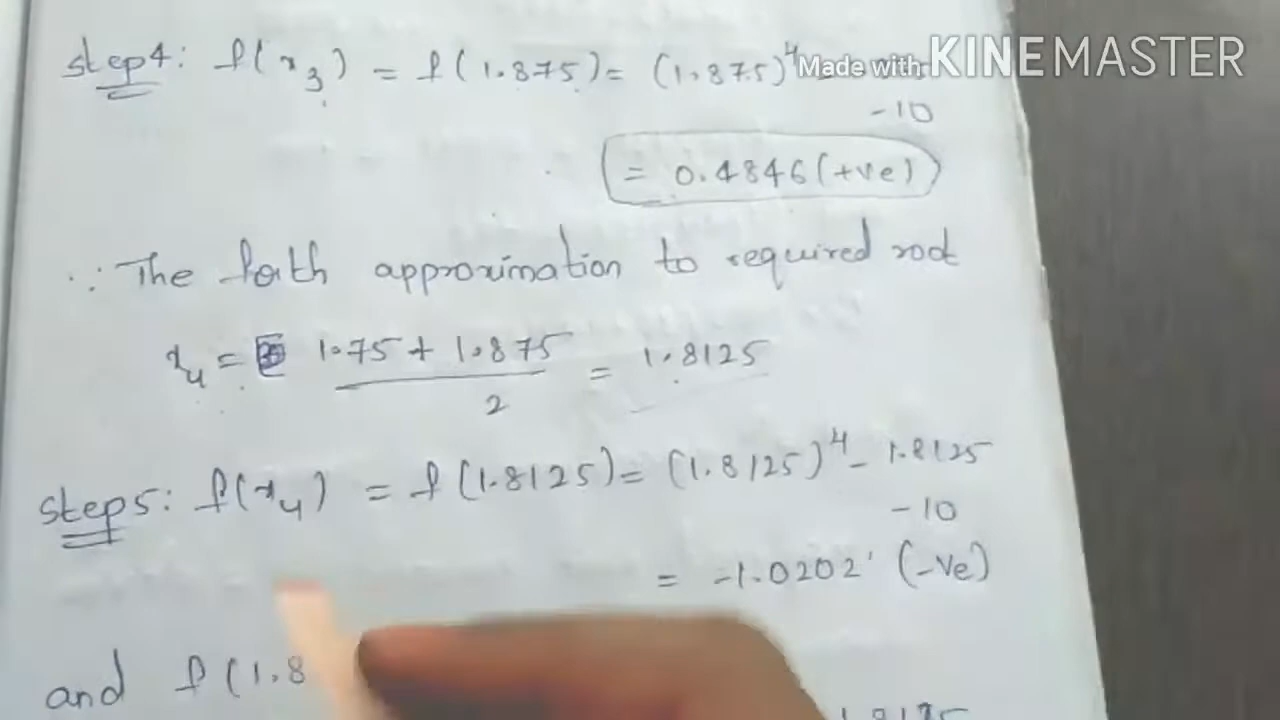 step4: f(x₃) = f(1.875) = (1.875)⁴
Made with KINEMASTER
-10
= 0.4846 (+ve)
∴ The forth approximation to required root
x₄ = 1.75 + 1.875 = 1.8125
2
step5: f(x₄) = f(1.8125) = (1.8125)⁴ - 1.8125
-10
= -1.0202 (-ve)
and f(1.8